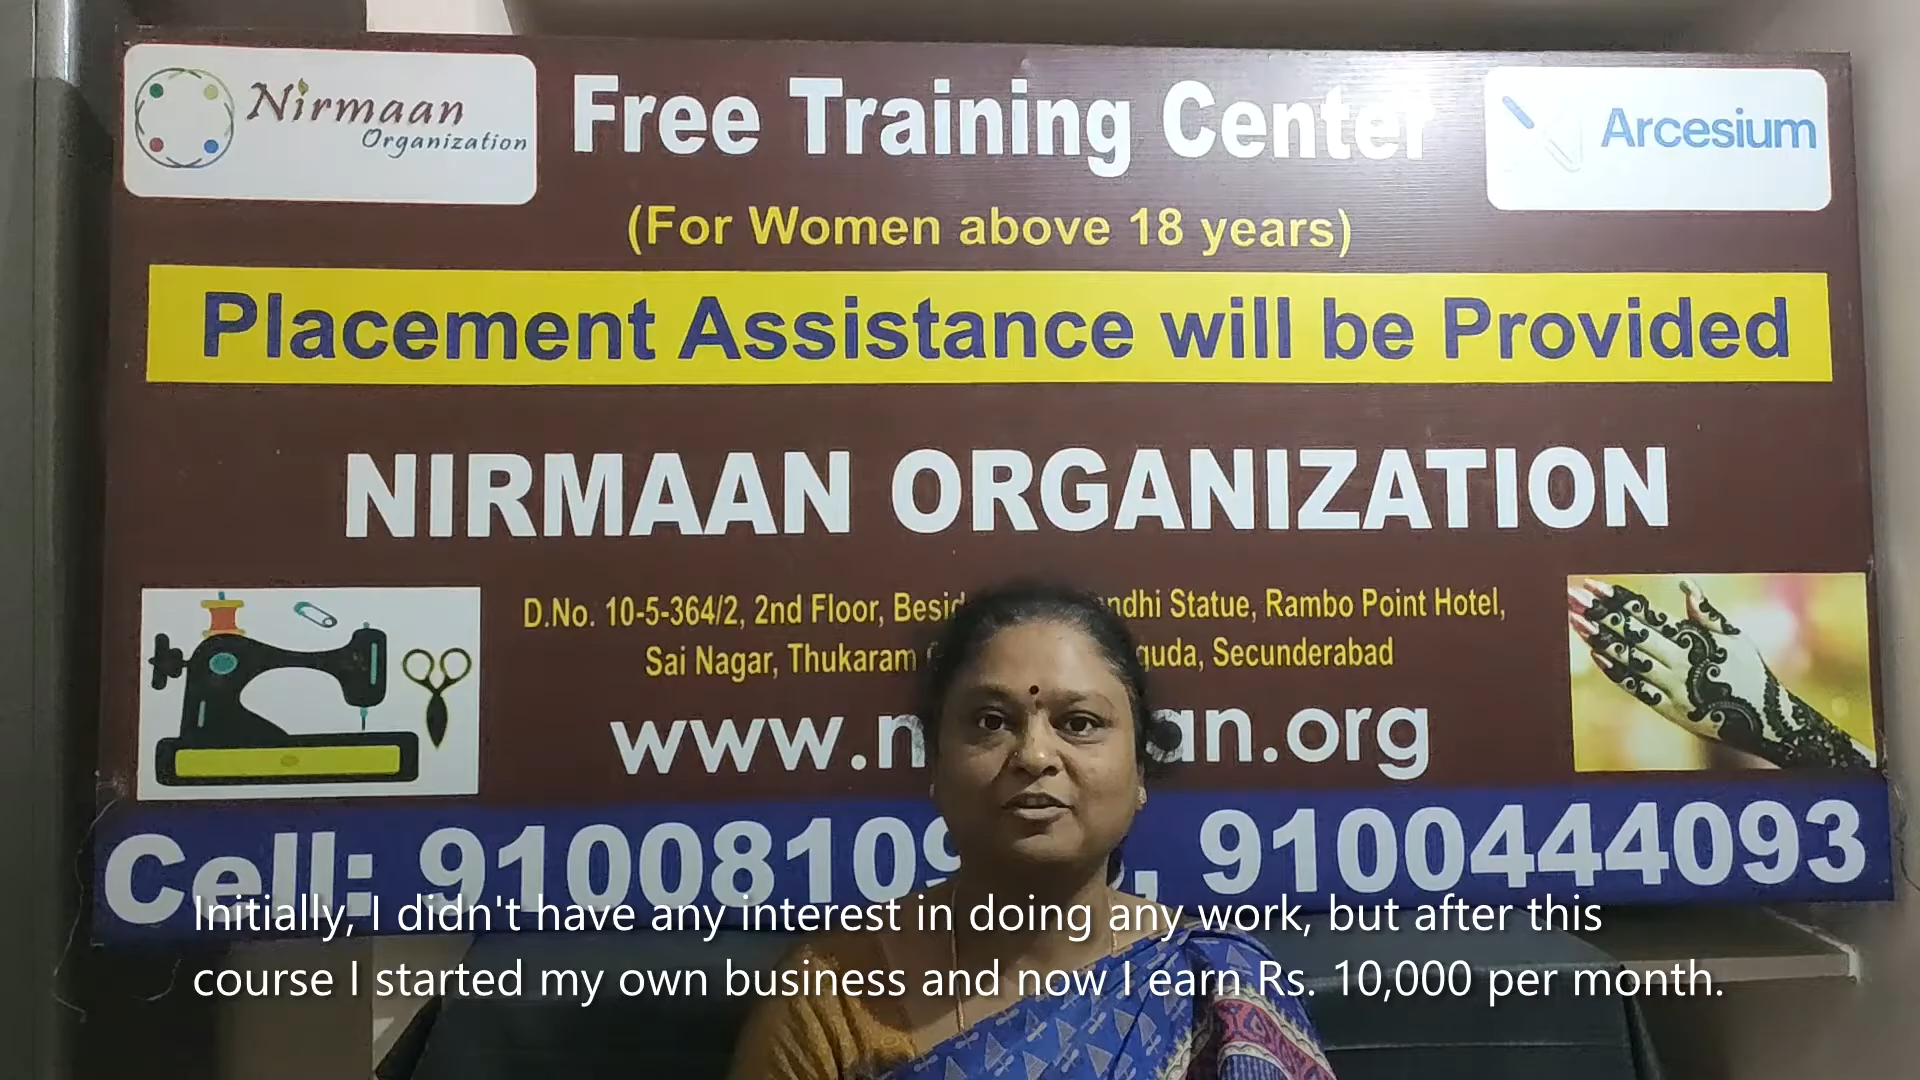 Nirmaan
Organization
Free Training Center
Arcesium
(For Women above 18 years)
Placement Assistance will be Provided
NIRMAAN ORGANIZATION
D.No. 10-5-364/2, 2nd Floor, Statue, Rambo Point Hotel,
Sai Nagar, Thukaram Secunderabad
www. .org
Cell: 9100444093
Initially, I didn't have any interest in doing any work, but after this
course I started my own business and now I earn Rs. 10,000 per month.